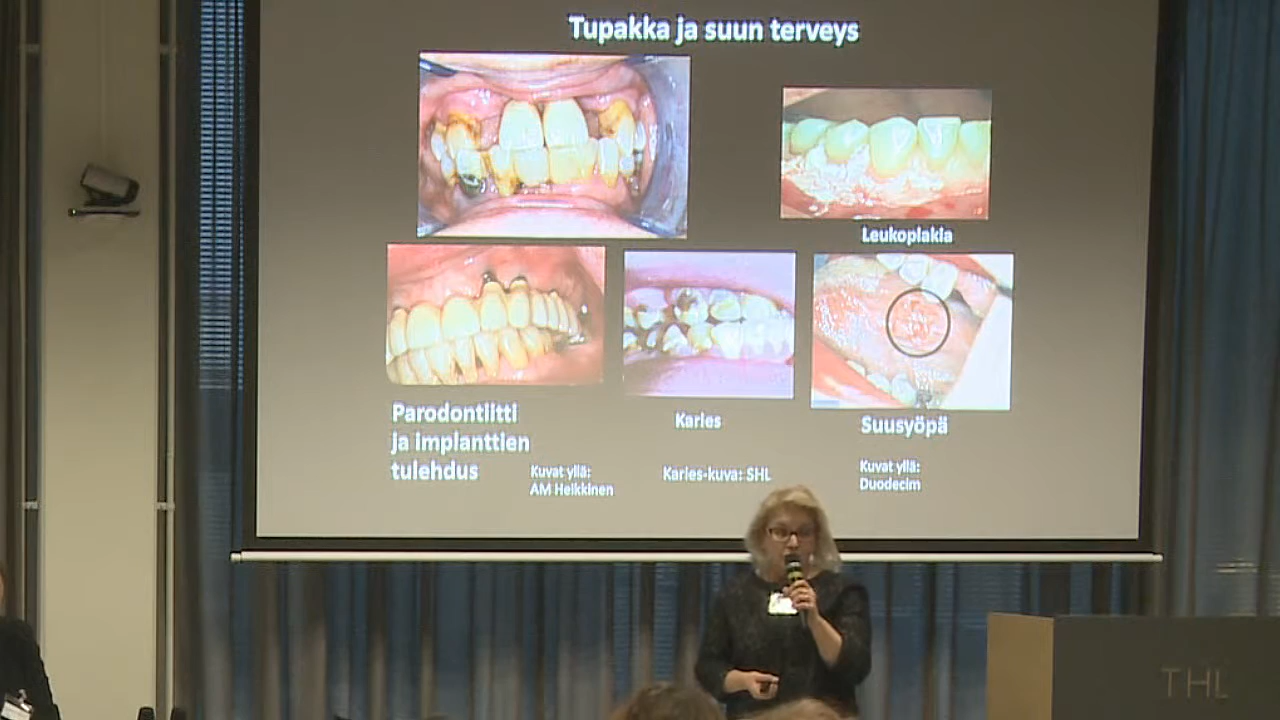 Tupakka ja suun terveys
Leukoplakia
Parodontiitti
ja implanttien
tulehdus
Kuvat yllä:
AM Heikkinen
Karies
Karies-kuva: SHL
Suusyöpä
Kuvat yllä:
Duodecim
THL